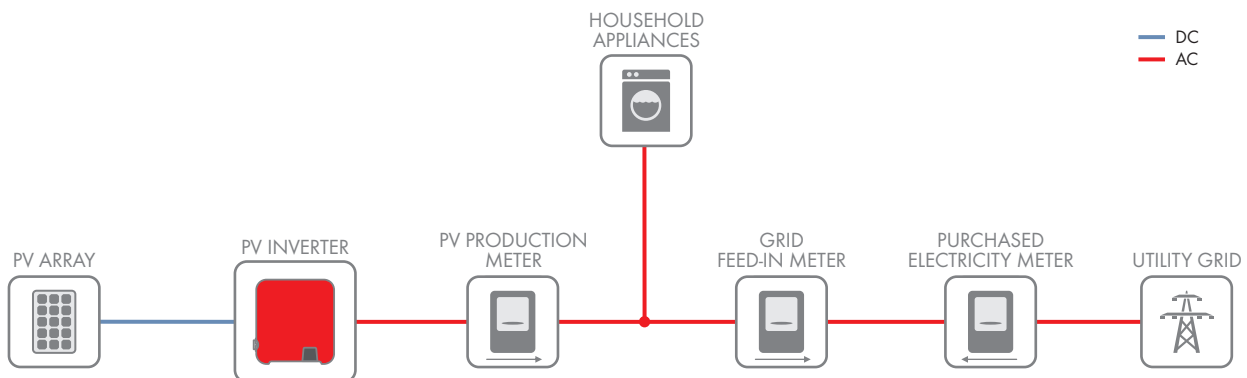 HOUSEHOLD
APPLIANCES
DC
AC
PV ARRAY
PV INVERTER
PV PRODUCTION
METER
GRID
FEED-IN METER
PURCHASED
ELECTRICITY METER
UTILITY GRID